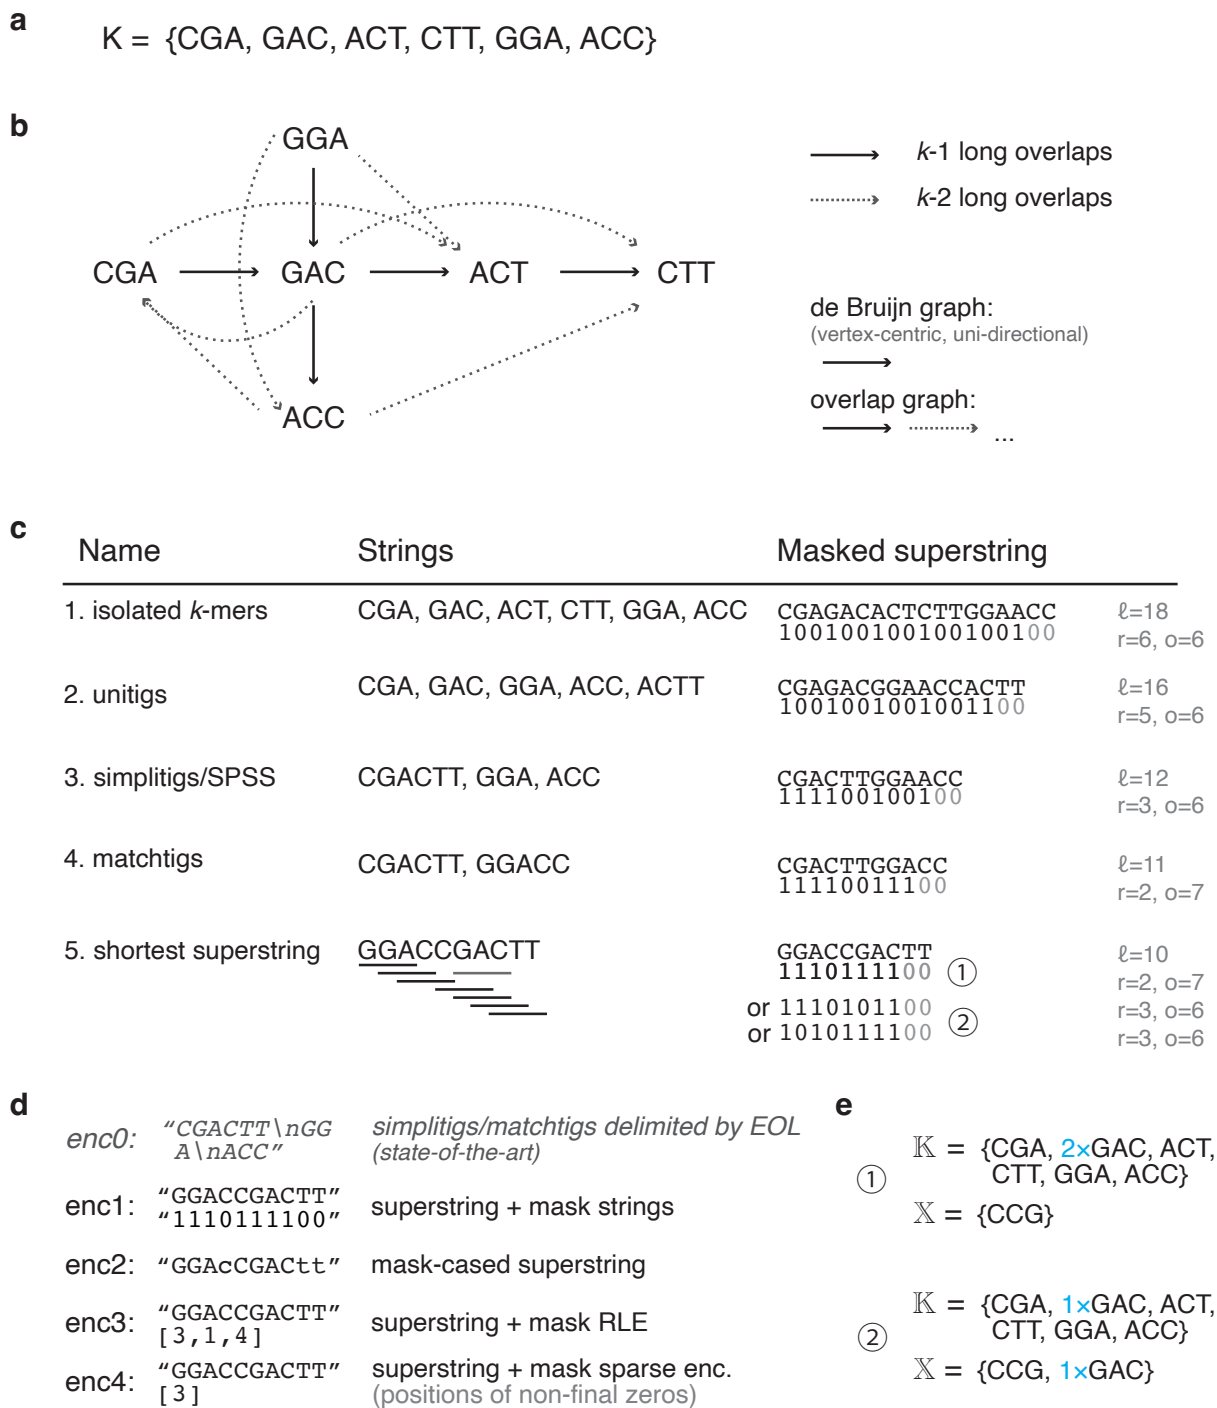 a
K = {CGA, GAC, ACT, CTT, GGA, ACC}
b
GGA
CGA GAC ACT CTT
ACC
k-1 long overlaps
k-2 long overlaps
de Bruijn graph:
(vertex-centric, uni-directional)
overlap graph:
...
c
Name Strings Masked superstring
1. isolated k-mers CGA, GAC, ACT, CTT, GGA, ACC CGAGACACTCTTGGAACC ℓ=18
100100100100100100 r=6, o=6
2. unitigs CGA, GAC, GGA, ACC, ACTT CGAGACGGAACCACTT ℓ=16
1001001001001100 r=5, o=6
3. simplitigs/SPSS CGACTT, GGA, ACC CGACTTGGAACC ℓ=12
111100100100 r=3, o=6
4. matchtigs CGACTT, GGACC CGACTTGGACC ℓ=11
11110011100 r=2, o=7
5. shortest superstring GGACCGACTT GGACCGACTT ℓ=10
1110111100 ① r=2, o=7
or 1110101100 ② r=3, o=6
or 1010111100 r=3, o=6
d
enc0: "CGACTT\nGG simplitigs/matchtigs delimited by EOL
A\nACC" (state-of-the-art)
enc1: "GGACCGACTT" superstring + mask strings
"1110111100"
enc2: "GGAcCGACtt" mask-cased superstring
enc3: "GGACCGACTT" superstring + mask RLE
[3,1,4]
enc4: "GGACCGACTT" superstring + mask sparse enc.
[3] (positions of non-final zeros)
e
① 𝕂 = {CGA, 2×GAC, ACT,
CTT, GGA, ACC}
𝕏 = {CCG}
② 𝕂 = {CGA, 1×GAC, ACT,
CTT, GGA, ACC}
𝕏 = {CCG, 1×GAC}